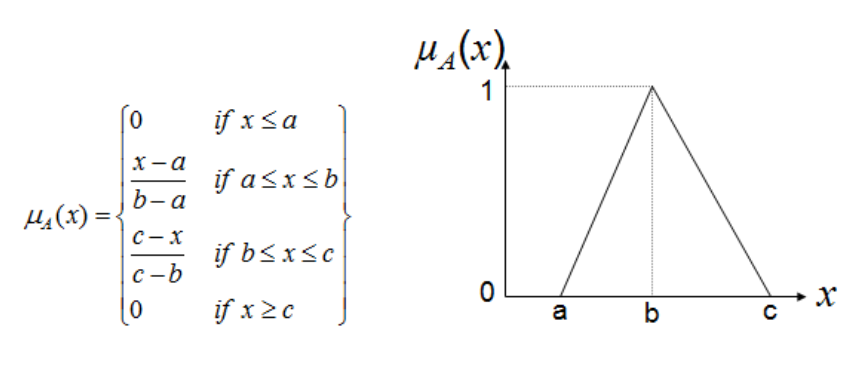 μ_A(x) = { 0 if x ≤ a
(x − a)/(b − a) if a ≤ x ≤ b
(c − x)/(c − b) if b ≤ x ≤ c
0 if x ≥ c }
μ_A(x)
1
0
a b c x